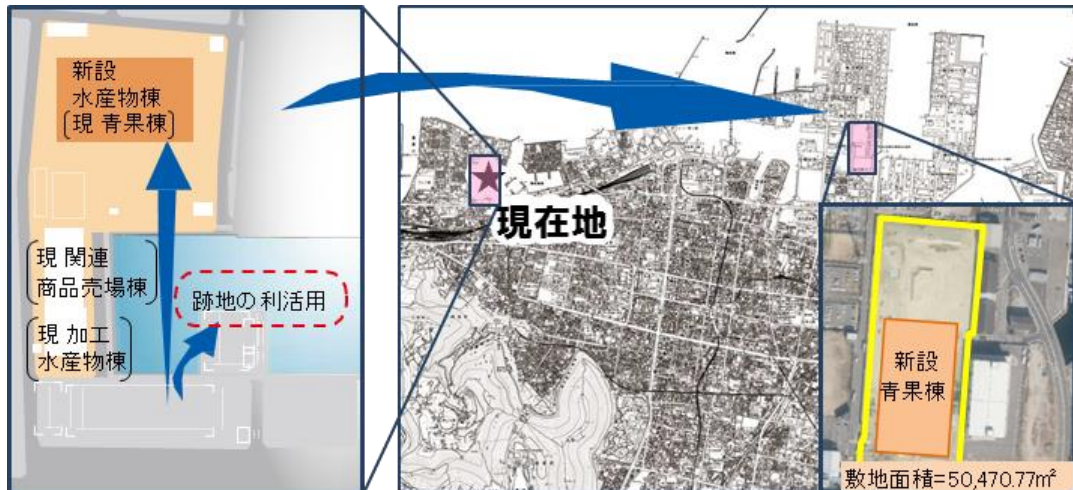 新設
水産物棟
〔現 青果棟〕
〔現 関連
商品売場棟〕
〔現 加工
水産物棟〕
跡地の利活用
現在地
新設
青果棟
敷地面積=50,470.77㎡